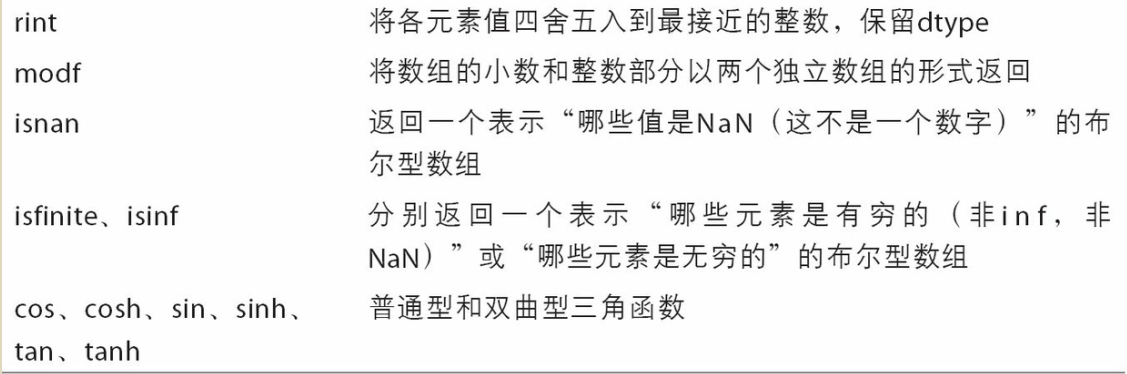 rint 将各元素值四舍五入到最接近的整数，保留dtype
modf 将数组的小数和整数部分以两个独立数组的形式返回
isnan 返回一个表示“哪些值是NaN（这不是一个数字）”的布
尔型数组
isfinite、isinf 分别返回一个表示“哪些元素是有穷的（非inf，非
NaN）”或“哪些元素是无穷的”的布尔型数组
cos、cosh、sin、sinh、 普通型和双曲型三角函数
tan、tanh